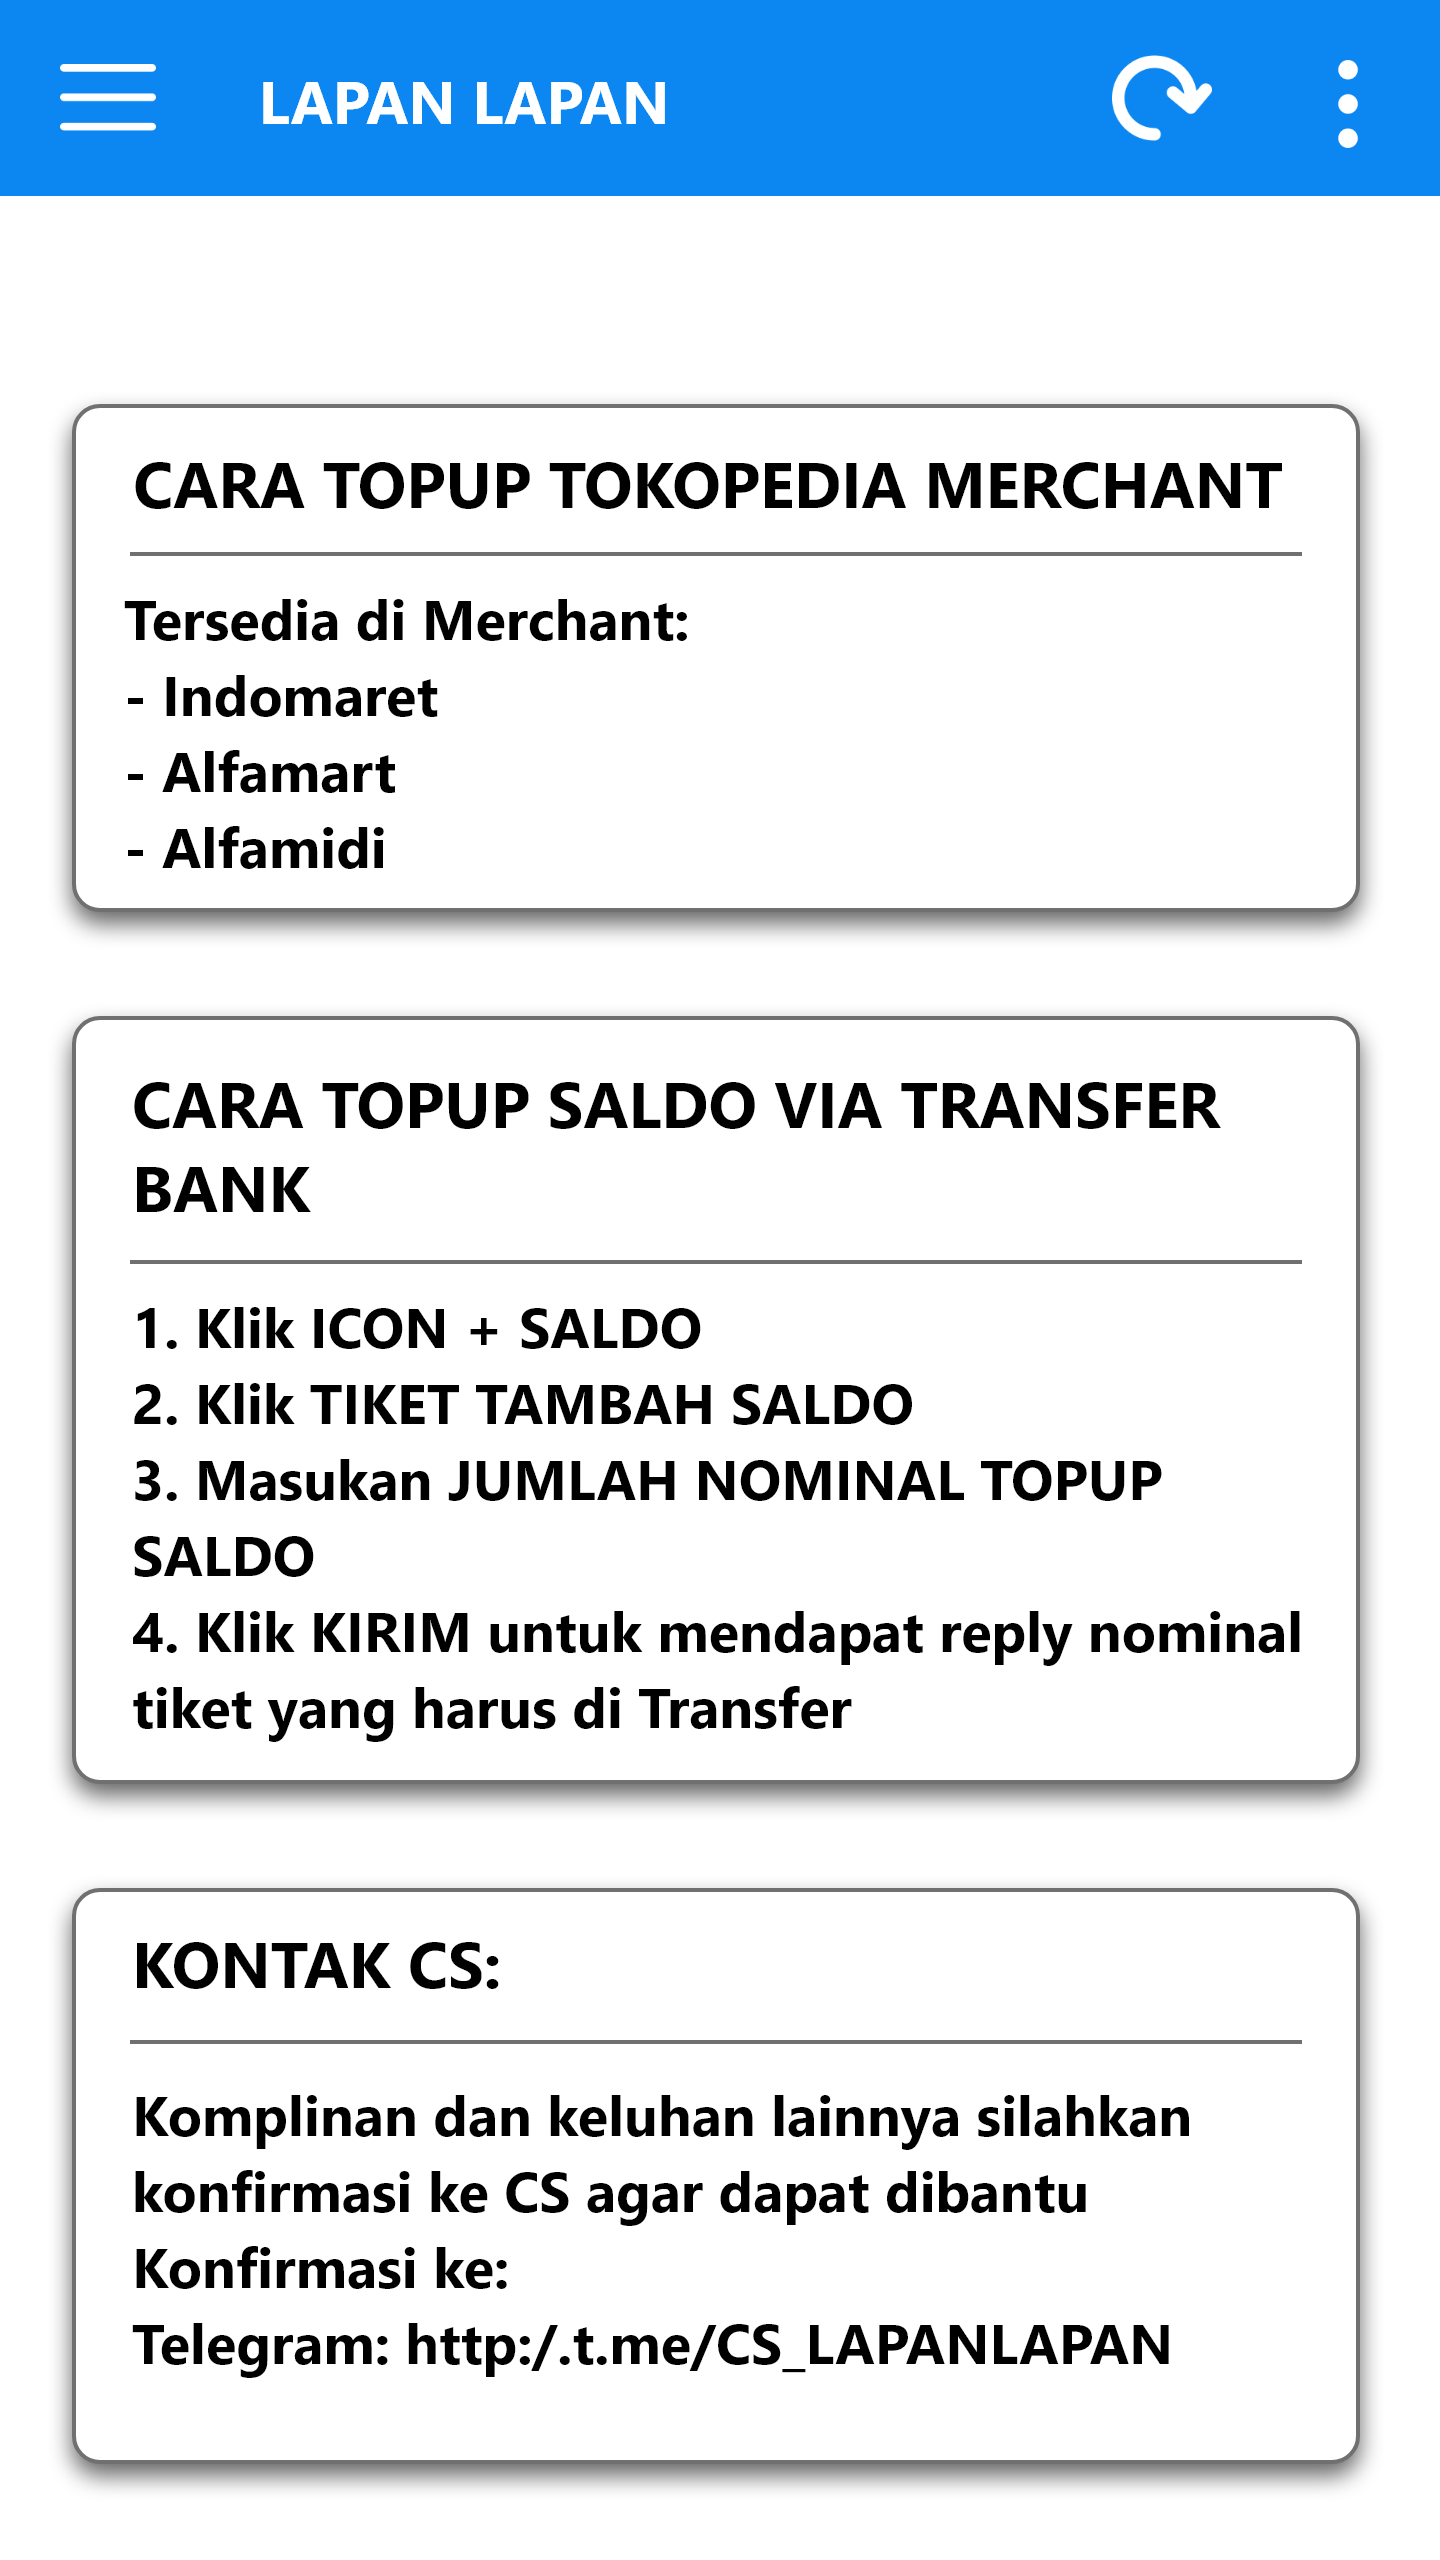 LAPAN LAPAN
CARA TOPUP TOKOPEDIA MERCHANT
Tersedia di Merchant:
- Indomaret
- Alfamart
- Alfamidi
CARA TOPUP SALDO VIA TRANSFER
BANK
1. Klik ICON + SALDO
2. Klik TIKET TAMBAH SALDO
3. Masukan JUMLAH NOMINAL TOPUP
SALDO
4. Klik KIRIM untuk mendapat reply nominal
tiket yang harus di Transfer
KONTAK CS:
Komplinan dan keluhan lainnya silahkan
konfirmasi ke CS agar dapat dibantu
Konfirmasi ke:
Telegram: http:/.t.me/CS_LAPANLAPAN